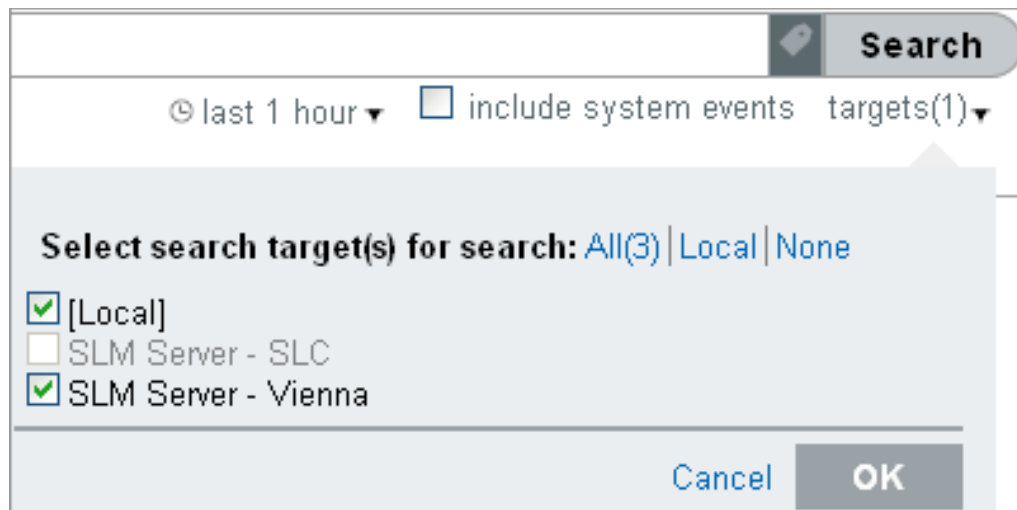 Search
last 1 hour include system events targets(1)
Select search target(s) for search: All(3) | Local | None
[Local]
SLM Server - SLC
SLM Server - Vienna
Cancel OK